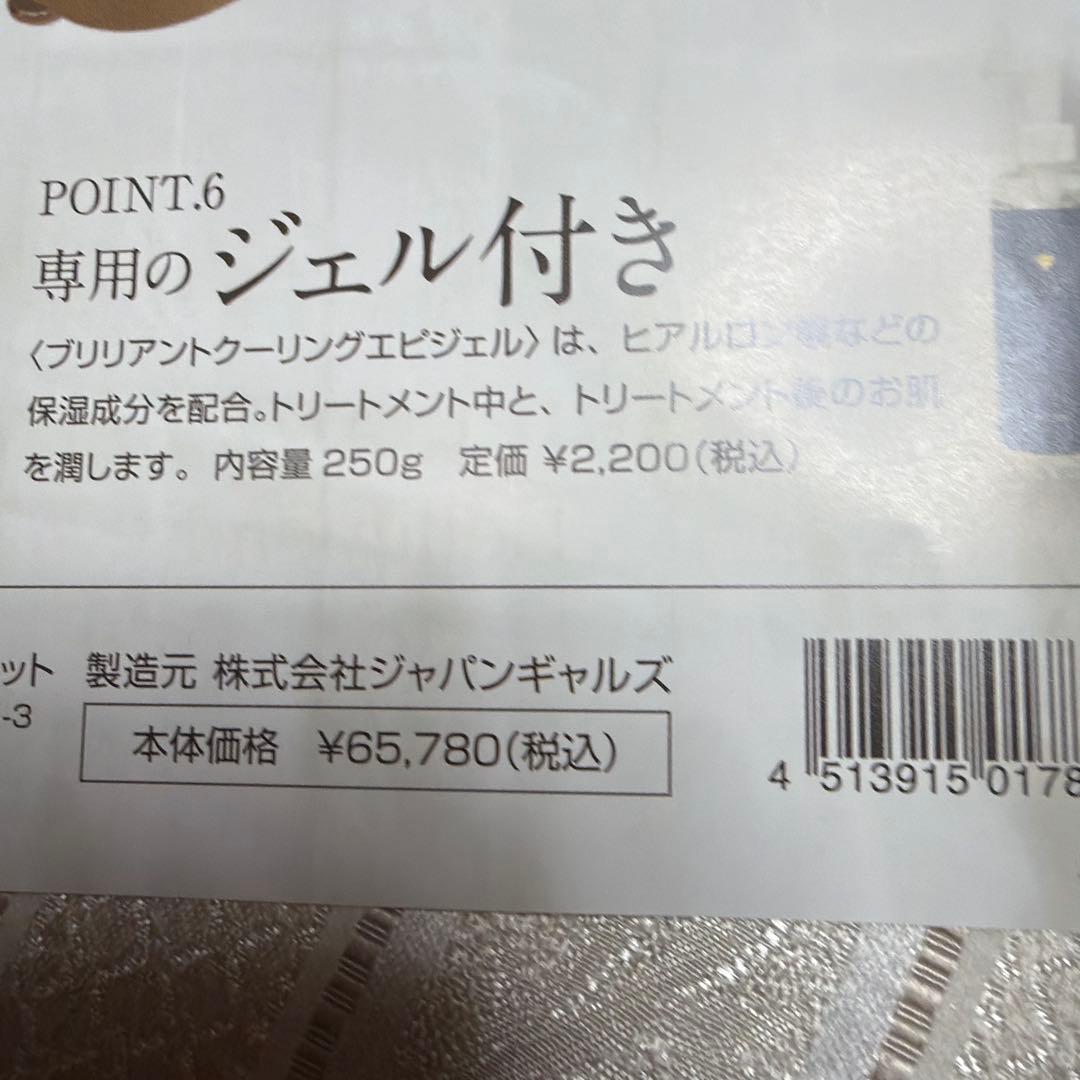 POINT.6
専用のジェル付き
〈ブリリアントクーリングエピジェル〉は、ヒアルロン酸などの
保湿成分を配合。トリートメント中と、トリートメント後のお肌
を潤します。内容量250g 定価 ¥2,200(税込)
ット 製造元 株式会社ジャパンギャルズ
-3
本体価格 ¥65,780(税込)
4 513915 0178